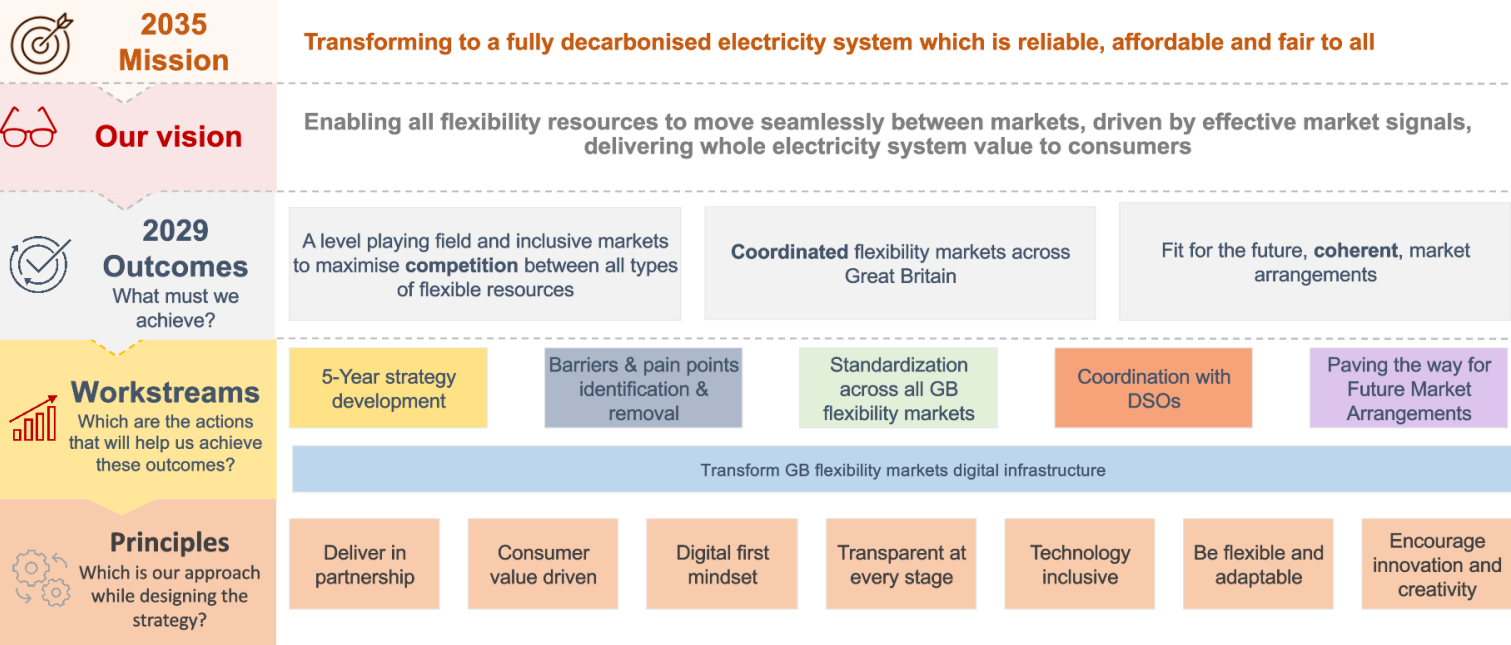 2035
Mission
Transforming to a fully decarbonised electricity system which is reliable, affordable and fair to all
Our vision
Enabling all flexibility resources to move seamlessly between markets, driven by effective market signals,
delivering whole electricity system value to consumers
2029
Outcomes
What must we
achieve?
A level playing field and inclusive markets
to maximise competition between all types
of flexible resources
Coordinated flexibility markets across
Great Britain
Fit for the future, coherent, market
arrangements
Workstreams
Which are the actions
that will help us achieve
these outcomes?
5-Year strategy
development
Barriers & pain points
identification &
removal
Standardization
across all GB
flexibility markets
Coordination with
DSOs
Paving the way for
Future Market
Arrangements
Transform GB flexibility markets digital infrastructure
Principles
Which is our approach
while designing the
strategy?
Deliver in
partnership
Consumer
value driven
Digital first
mindset
Transparent at
every stage
Technology
inclusive
Be flexible and
adaptable
Encourage
innovation and
creativity